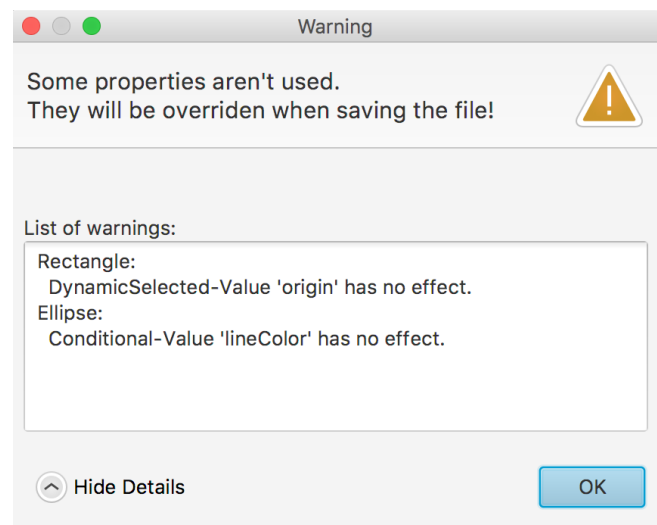 Warning
Some properties aren't used.
They will be overriden when saving the file!
List of warnings:
Rectangle:
DynamicSelected-Value 'origin' has no effect.
Ellipse:
Conditional-Value 'lineColor' has no effect.
Hide Details
OK